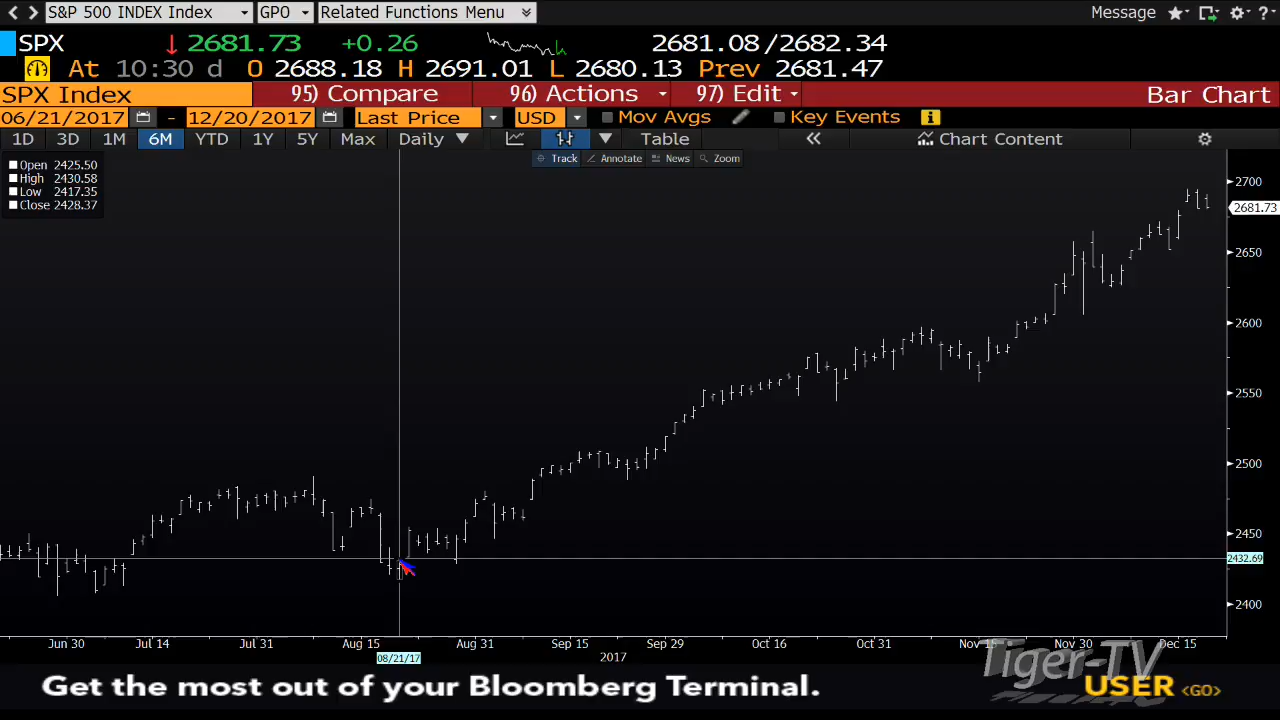 S&P 500 INDEX Index GPO Related Functions Menu Message ?
SPX 2681.73 +0.26 2681.08/2682.34
At 10:30 d O 2688.18 H 2691.01 L 2680.13 Prev 2681.47
SPX Index 95) Compare 96) Actions 97) Edit Bar Chart
06/21/2017 - 12/20/2017 Last Price USD Mov Avgs Key Events i
1D 3D 1M 6M YTD 1Y 5Y Max Daily Table « Chart Content
Track Annotate News Zoom
Open 2425.50
High 2430.58
Low 2417.35
Close 2428.37
2700
2681.73
2650
2600
2550
2500
2450
2432.69
2400
Jun 30 Jul 14 Jul 31 Aug 15 Aug 31 Sep 15 Sep 29 Oct 16 Oct 31 Nov 15 Nov 30 Dec 15
08/21/17 2017
Tiger-TV
Get the most out of your Bloomberg Terminal. USER <GO>